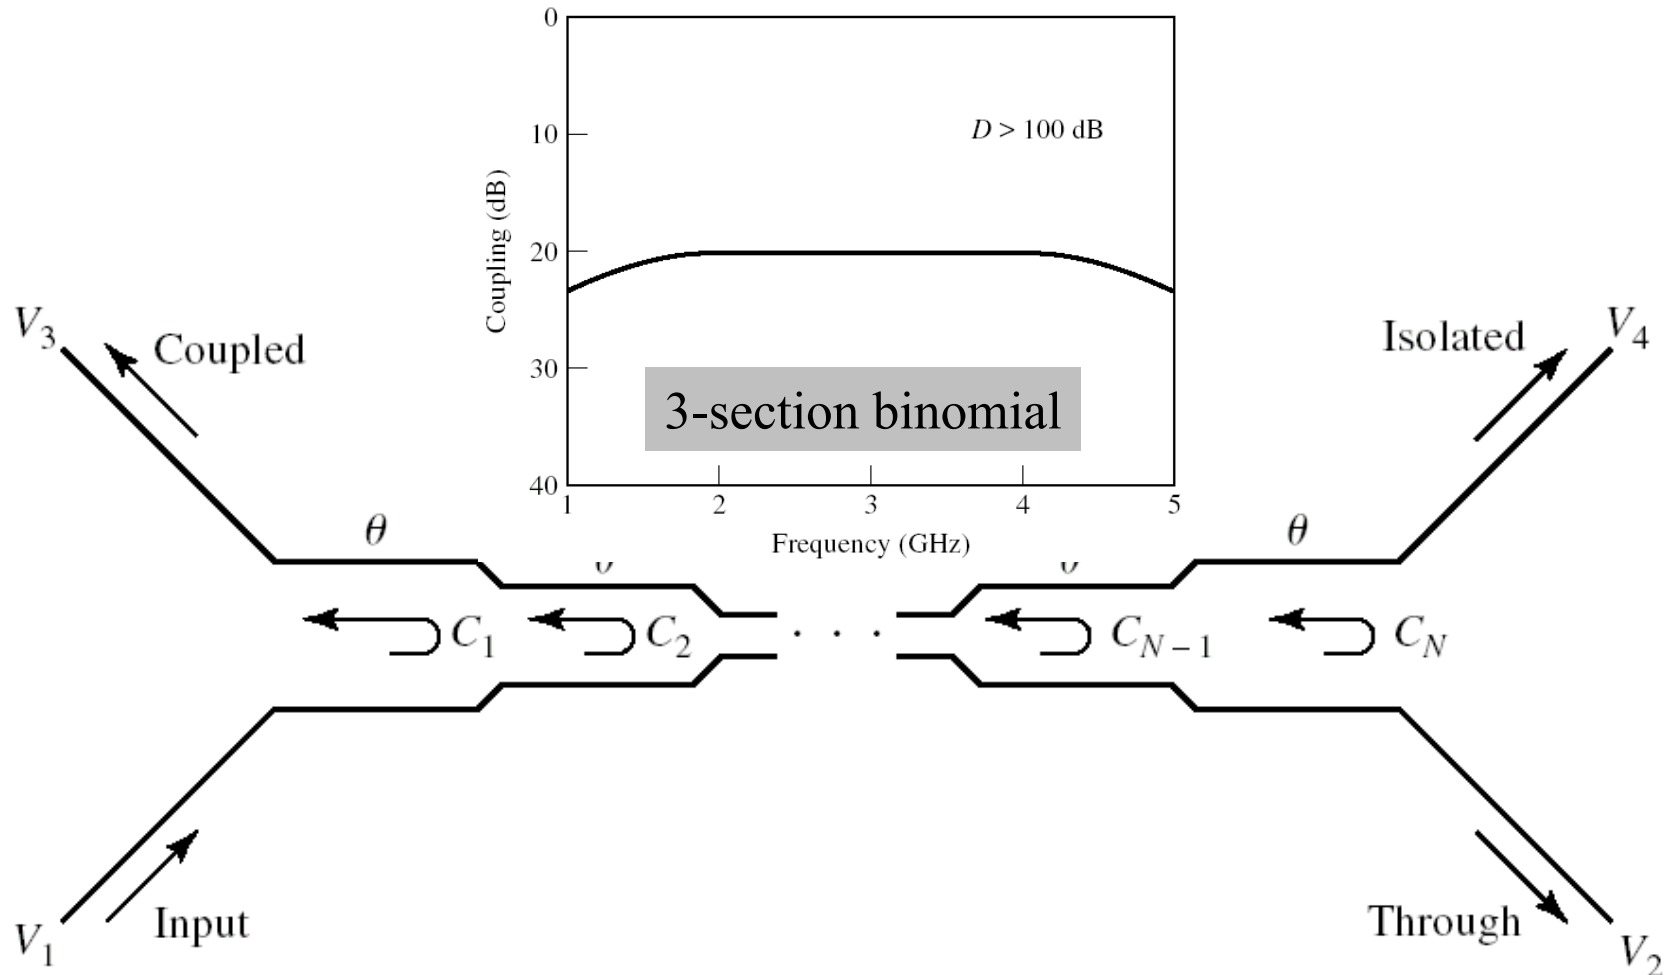 0
10
20
30
40
Coupling (dB)
D > 100 dB
3-section binomial
1 2 3 4 5
Frequency (GHz)
V3
Coupled
Isolated
V4
θ
θ
C1
C2
. . .
CN − 1
CN
V1
Input
Through
V2